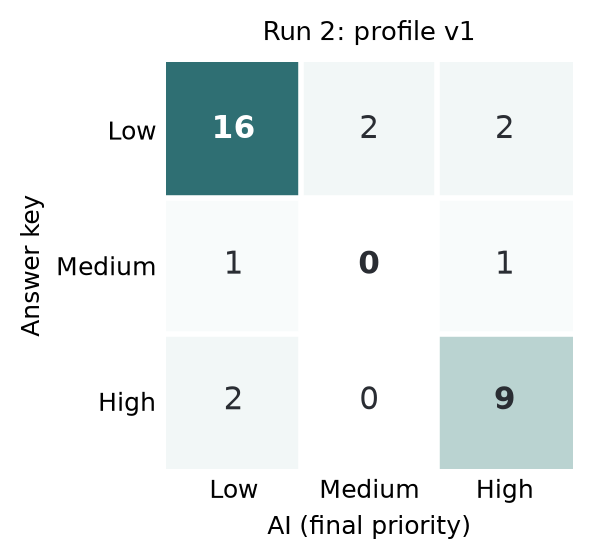 Run 2: profile v1
Answer key
Low 16 2 2
Medium 1 0 1
High 2 0 9
Low Medium High
AI (final priority)